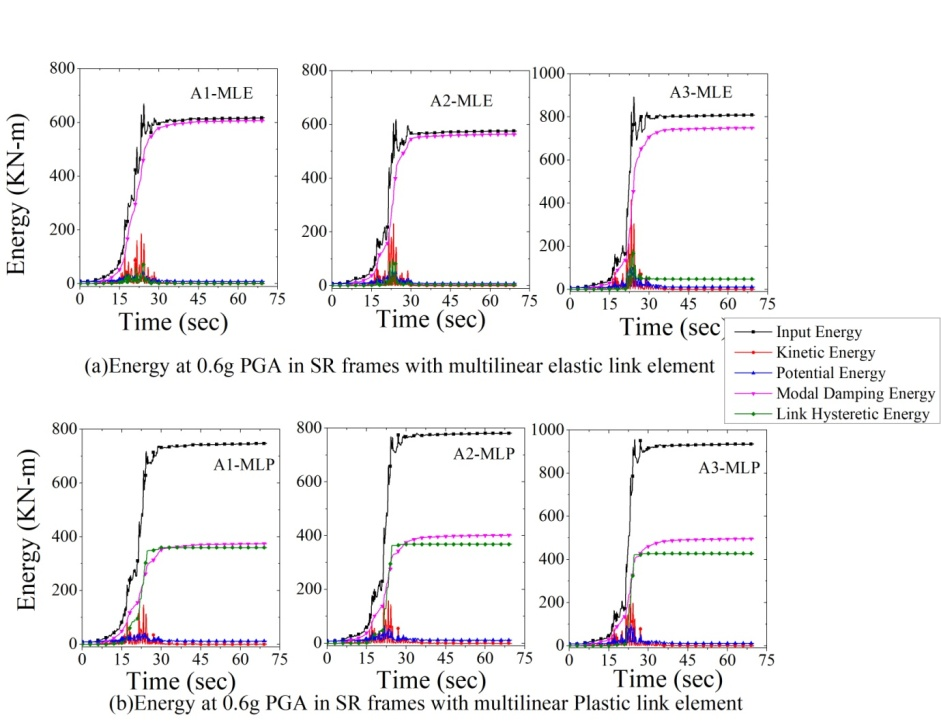 800
600
400
200
0
0 15 30 45 60 75
A1-MLE
Energy (KN-m)
Time (sec)
800
600
400
200
0
0 15 30 45 60 75
A2-MLE
Time (sec)
1000
800
600
400
200
0
0 15 30 45 60 75
A3-MLE
Time (sec)
(a)Energy at 0.6g PGA in SR frames with multilinear elastic link element
Input Energy
Kinetic Energy
Potential Energy
Modal Damping Energy
Link Hysteretic Energy
800
600
400
200
0
0 15 30 45 60 75
A1-MLP
Energy (KN-m)
Time (sec)
800
600
400
200
0
0 15 30 45 60 75
A2-MLP
Time (sec)
1000
800
600
400
200
0
0 15 30 45 60 75
A3-MLP
Time (sec)
(b)Energy at 0.6g PGA in SR frames with multilinear Plastic link element